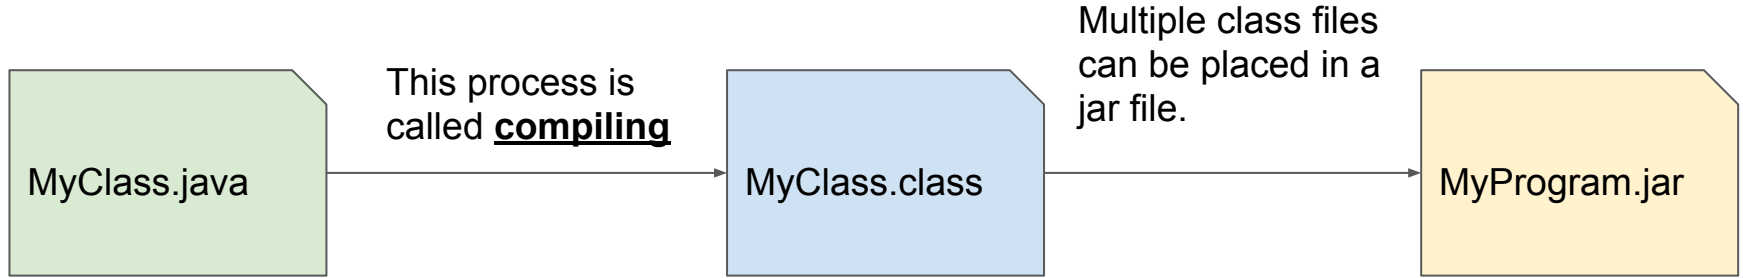 MyClass.java
This process is
called compiling
MyClass.class
Multiple class files
can be placed in a
jar file.
MyProgram.jar